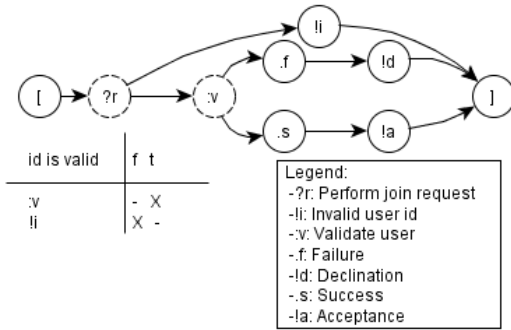 !i
.f
!d
[
?r
:v
]
.s
!a
id is valid f t
:v - X
!i X -
Legend:
-?r: Perform join request
-!i: Invalid user id
-:v: Validate user
-.f: Failure
-!d: Declination
-.s: Success
-!a: Acceptance